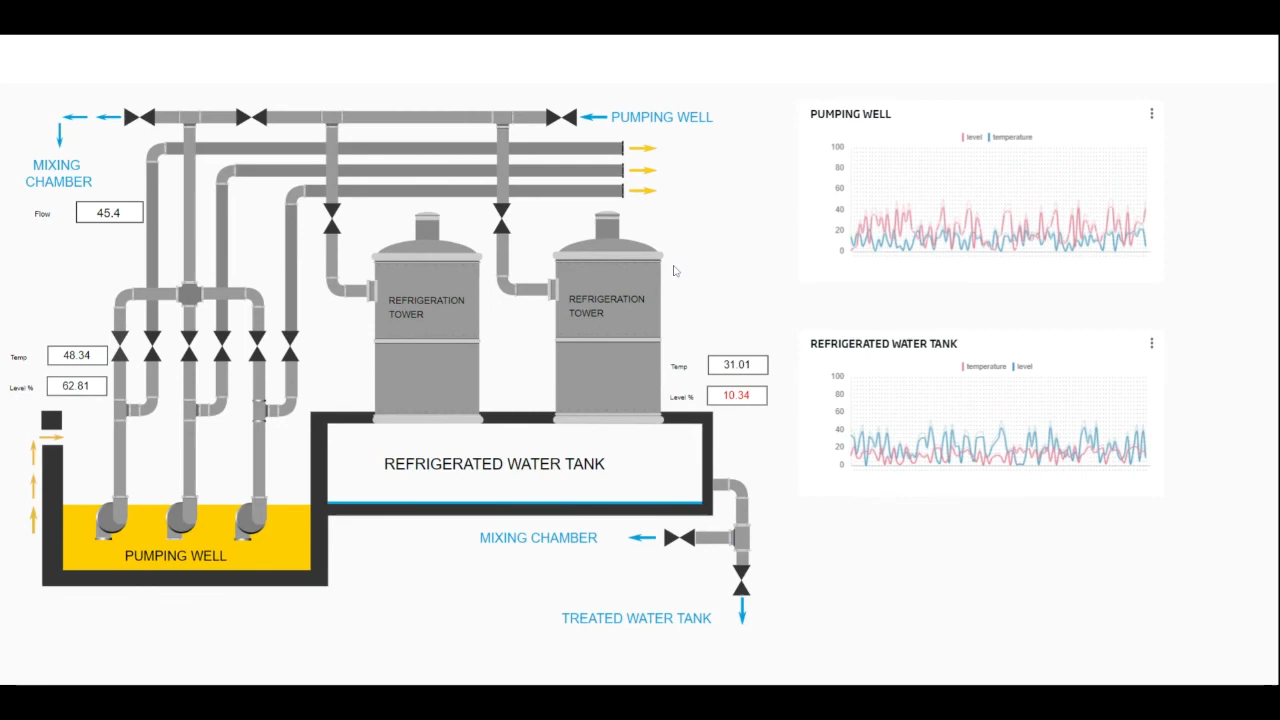 PUMPING WELL
MIXING
CHAMBER
Flow
45.4
REFRIGERATION
TOWER
REFRIGERATION
TOWER
Temp
48.34
Level %
62.81
Temp
31.01
Level %
10.34
REFRIGERATED WATER TANK
PUMPING WELL
MIXING CHAMBER
TREATED WATER TANK
PUMPING WELL
level temperature
100
80
60
40
20
0
REFRIGERATED WATER TANK
temperature level
100
80
60
40
20
0